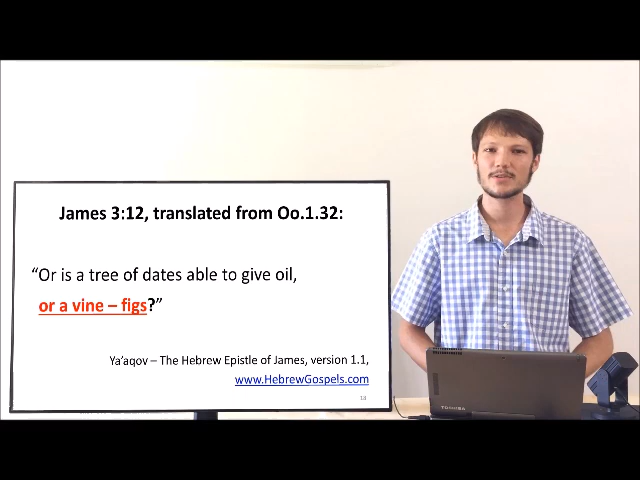 James 3:12, translated from Oo.1.32:
“Or is a tree of dates able to give oil,
or a vine – figs?”
Ya’aqov – The Hebrew Epistle of James, version 1.1,
www.HebrewGospels.com
18
TOSHIBA